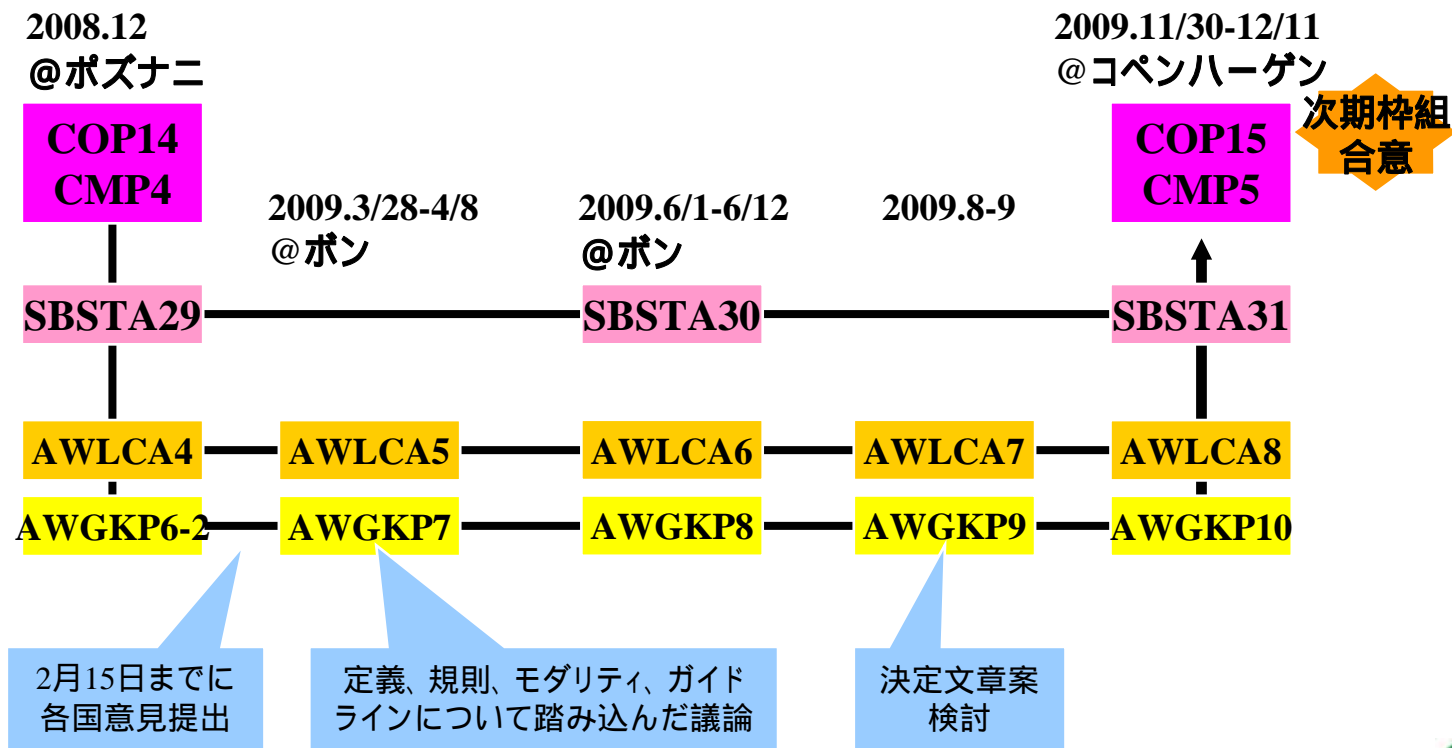 2008.12
@ポズナニ
2009.11/30-12/11
@コペンハーゲン
COP14
CMP4
COP15
CMP5
次期枠組
合意
2009.3/28-4/8
@ボン
2009.6/1-6/12
@ボン
2009.8-9
SBSTA29
SBSTA30
SBSTA31
AWLCA4
AWLCA5
AWLCA6
AWLCA7
AWLCA8
AWGKP6-2
AWGKP7
AWGKP8
AWGKP9
AWGKP10
2月15日までに
各国意見提出
定義、規則、モダリティ、ガイド
ラインについて踏み込んだ議論
決定文章案
検討